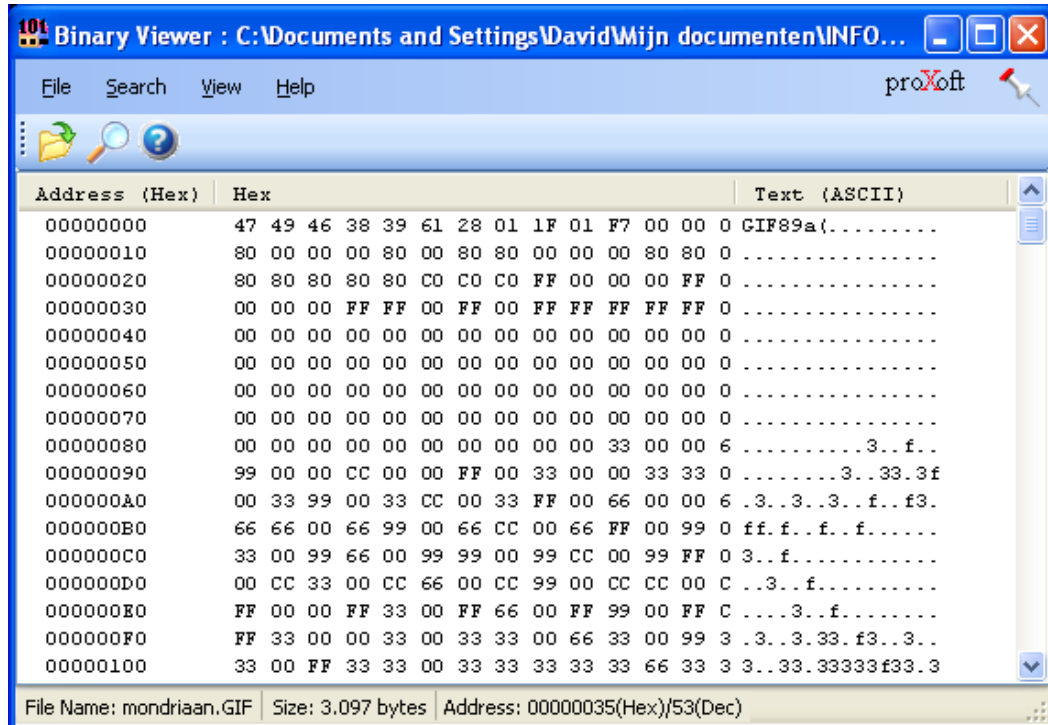 Binary Viewer : C:\Documents and Settings\David\Mijn documenten\INFO...
File Search View Help proXoft
Address (Hex) Hex Text (ASCII)
00000000 47 49 46 38 39 61 28 01 1F 01 F7 00 00 0 GIF89a(.........
00000010 80 00 00 00 80 00 80 80 00 00 00 80 80 0 ................
00000020 80 80 80 80 80 C0 C0 C0 FF 00 00 00 FF 0 ................
00000030 00 00 00 FF FF 00 FF 00 FF FF FF FF FF 0 ................
00000040 00 00 00 00 00 00 00 00 00 00 00 00 00 0 ................
00000050 00 00 00 00 00 00 00 00 00 00 00 00 00 0 ................
00000060 00 00 00 00 00 00 00 00 00 00 00 00 00 0 ................
00000070 00 00 00 00 00 00 00 00 00 00 00 00 00 0 ................
00000080 00 00 00 00 00 00 00 00 00 00 33 00 00 6 ..........3..f..
00000090 99 00 00 CC 00 00 FF 00 33 00 00 33 33 0 ........3..33.3f
000000A0 00 33 99 00 33 CC 00 33 FF 00 66 00 00 6 .3..3..3..f..f3.
000000B0 66 66 00 66 99 00 66 CC 00 66 FF 00 99 0 ff.f..f..f......
000000C0 33 00 99 66 00 99 99 00 99 CC 00 99 FF 0 3..f............
000000D0 00 CC 33 00 CC 66 00 CC 99 00 CC CC 00 C ..3..f..........
000000E0 FF 00 00 FF 33 00 FF 66 00 FF 99 00 FF C ....3..f........
000000F0 FF 33 00 00 33 00 33 33 00 66 33 00 99 3 .3..3.33.f3..3..
00000100 33 00 FF 33 33 00 33 33 33 33 33 66 33 3 3..33.33333f33.3
File Name: mondriaan.GIF Size: 3.097 bytes Address: 00000035(Hex)/53(Dec)